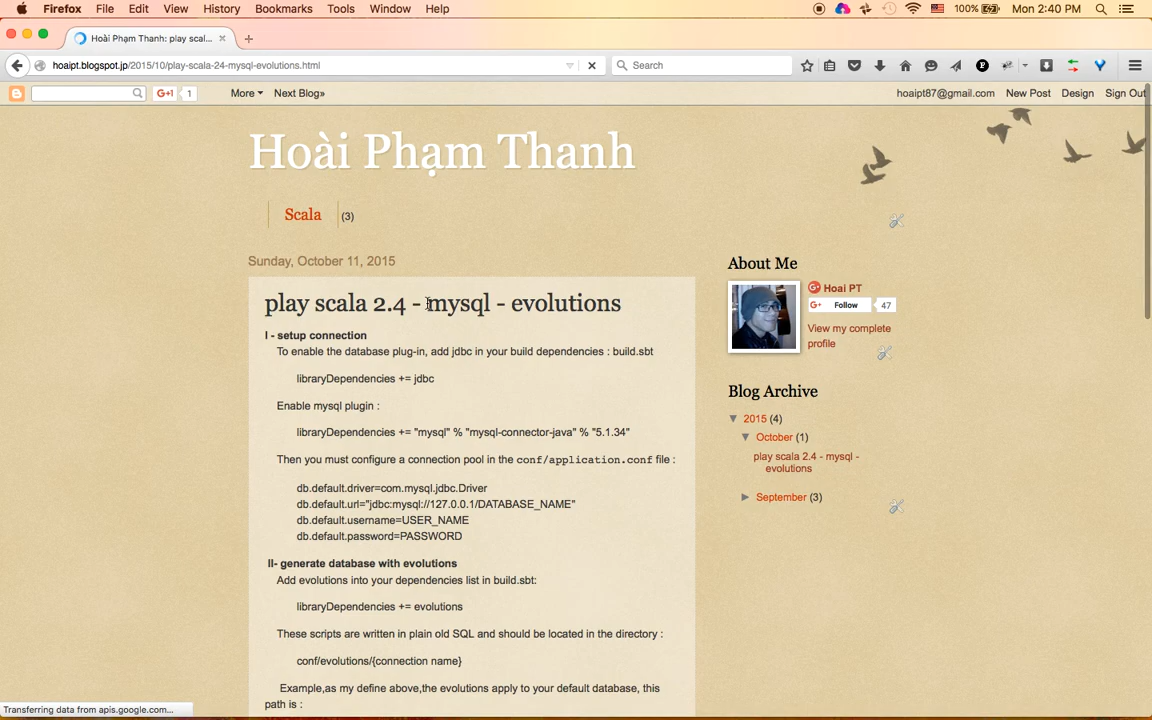 Firefox File Edit View History Bookmarks Tools Window Help 100% Mon 2:40 PM
Hoài Phạm Thanh: play scal...
hoaipt.blogspot.jp/2015/10/play-scala-24-mysql-evolutions.html Search
G+1 1 More Next Blog» hoaipt87@gmail.com New Post Design Sign Out
Hoài Phạm Thanh
Scala (3)
Sunday, October 11, 2015
play scala 2.4 - mysql - evolutions
I - setup connection
To enable the database plug-in, add jdbc in your build dependencies : build.sbt
libraryDependencies += jdbc
Enable mysql plugin :
libraryDependencies += "mysql" % "mysql-connector-java" % "5.1.34"
Then you must configure a connection pool in the conf/application.conf file :
db.default.driver=com.mysql.jdbc.Driver
db.default.url="jdbc:mysql://127.0.0.1/DATABASE_NAME"
db.default.username=USER_NAME
db.default.password=PASSWORD
II- generate database with evolutions
Add evolutions into your dependencies list in build.sbt:
libraryDependencies += evolutions
These scripts are written in plain old SQL and should be located in the directory :
conf/evolutions/{connection name}
Example,as my define above,the evolutions apply to your default database, this
path is :
About Me
Hoai PT
G+ Follow 47
View my complete
profile
Blog Archive
▼ 2015 (4)
▼ October (1)
play scala 2.4 - mysql -
evolutions
► September (3)
Transferring data from apis.google.com...